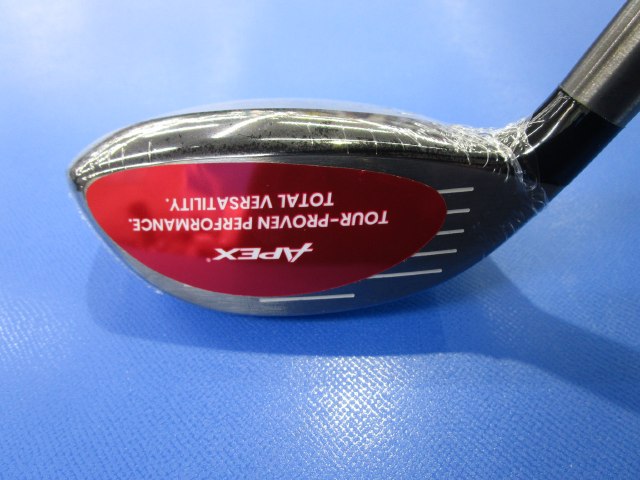 APEX®
TOUR-PROVEN PERFORMANCE.
TOTAL VERSATILITY.